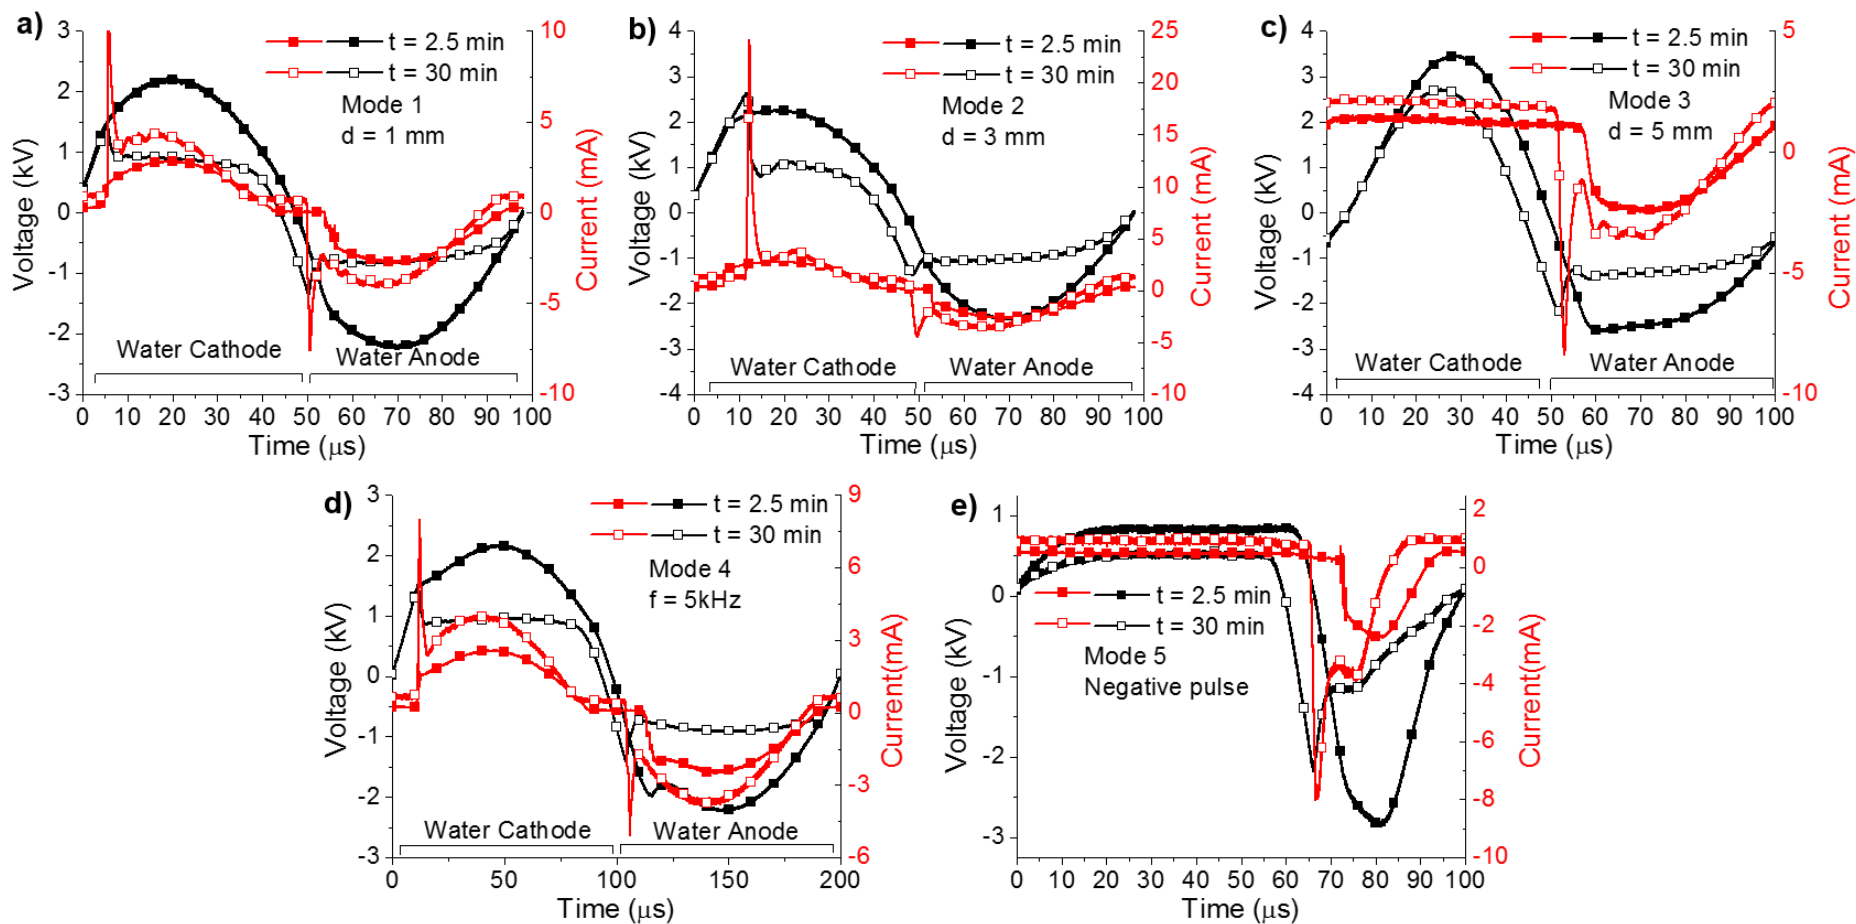 a)
Voltage (kV)
3
2
1
0
-1
-2
-3
t = 2.5 min
t = 30 min
Mode 1
d = 1 mm
Water Cathode
Water Anode
10
5
0
-5
-10
Current (mA)
0 10 20 30 40 50 60 70 80 90 100
Time (μs)
b)
Voltage (kV)
4
3
2
1
0
-1
-2
-3
-4
t = 2.5 min
t = 30 min
Mode 2
d = 3 mm
Water Cathode
Water Anode
25
20
15
10
5
0
-5
-10
Current (mA)
0 10 20 30 40 50 60 70 80 90 100
Time (μs)
c)
Voltage (kV)
4
3
2
1
0
-1
-2
-3
-4
t = 2.5 min
t = 30 min
Mode 3
d = 5 mm
Water Cathode
Water Anode
5
0
-5
-10
Current (mA)
0 10 20 30 40 50 60 70 80 90 100
Time (μs)
d)
Voltage (kV)
3
2
1
0
-1
-2
-3
t = 2.5 min
t = 30 min
Mode 4
f = 5kHz
Water Cathode
Water Anode
9
6
3
0
-3
-6
Current(mA)
0 50 100 150 200
Time (μs)
e)
Voltage (kV)
1
0
-1
-2
-3
t = 2.5 min
t = 30 min
Mode 5
Negative pulse
2
0
-2
-4
-6
-8
-10
Current(mA)
0 10 20 30 40 50 60 70 80 90 100
Time (μs)